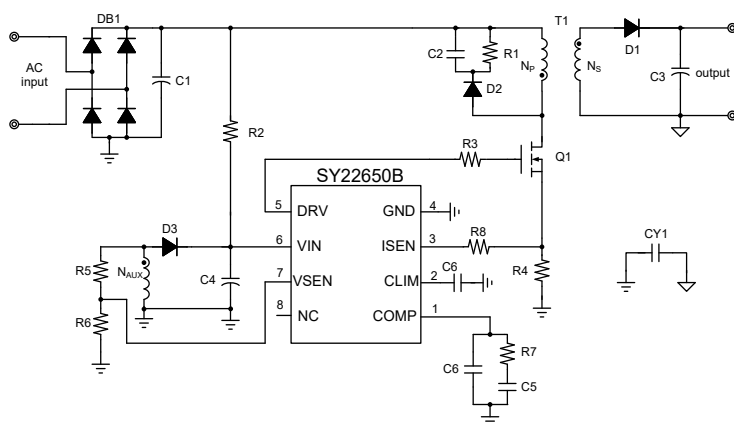 DB1
T1
AC
input
C1
C2
R1
D2
NP
NS
D1
C3
output
R2
R3
Q1
SY22650B
5
DRV
GND
4
D3
6
VIN
ISEN
3
R8
R5
NAUX
C4
7
VSEN
CLIM
2
C6
R4
CY1
R6
8
NC
COMP
1
C6
R7
C5